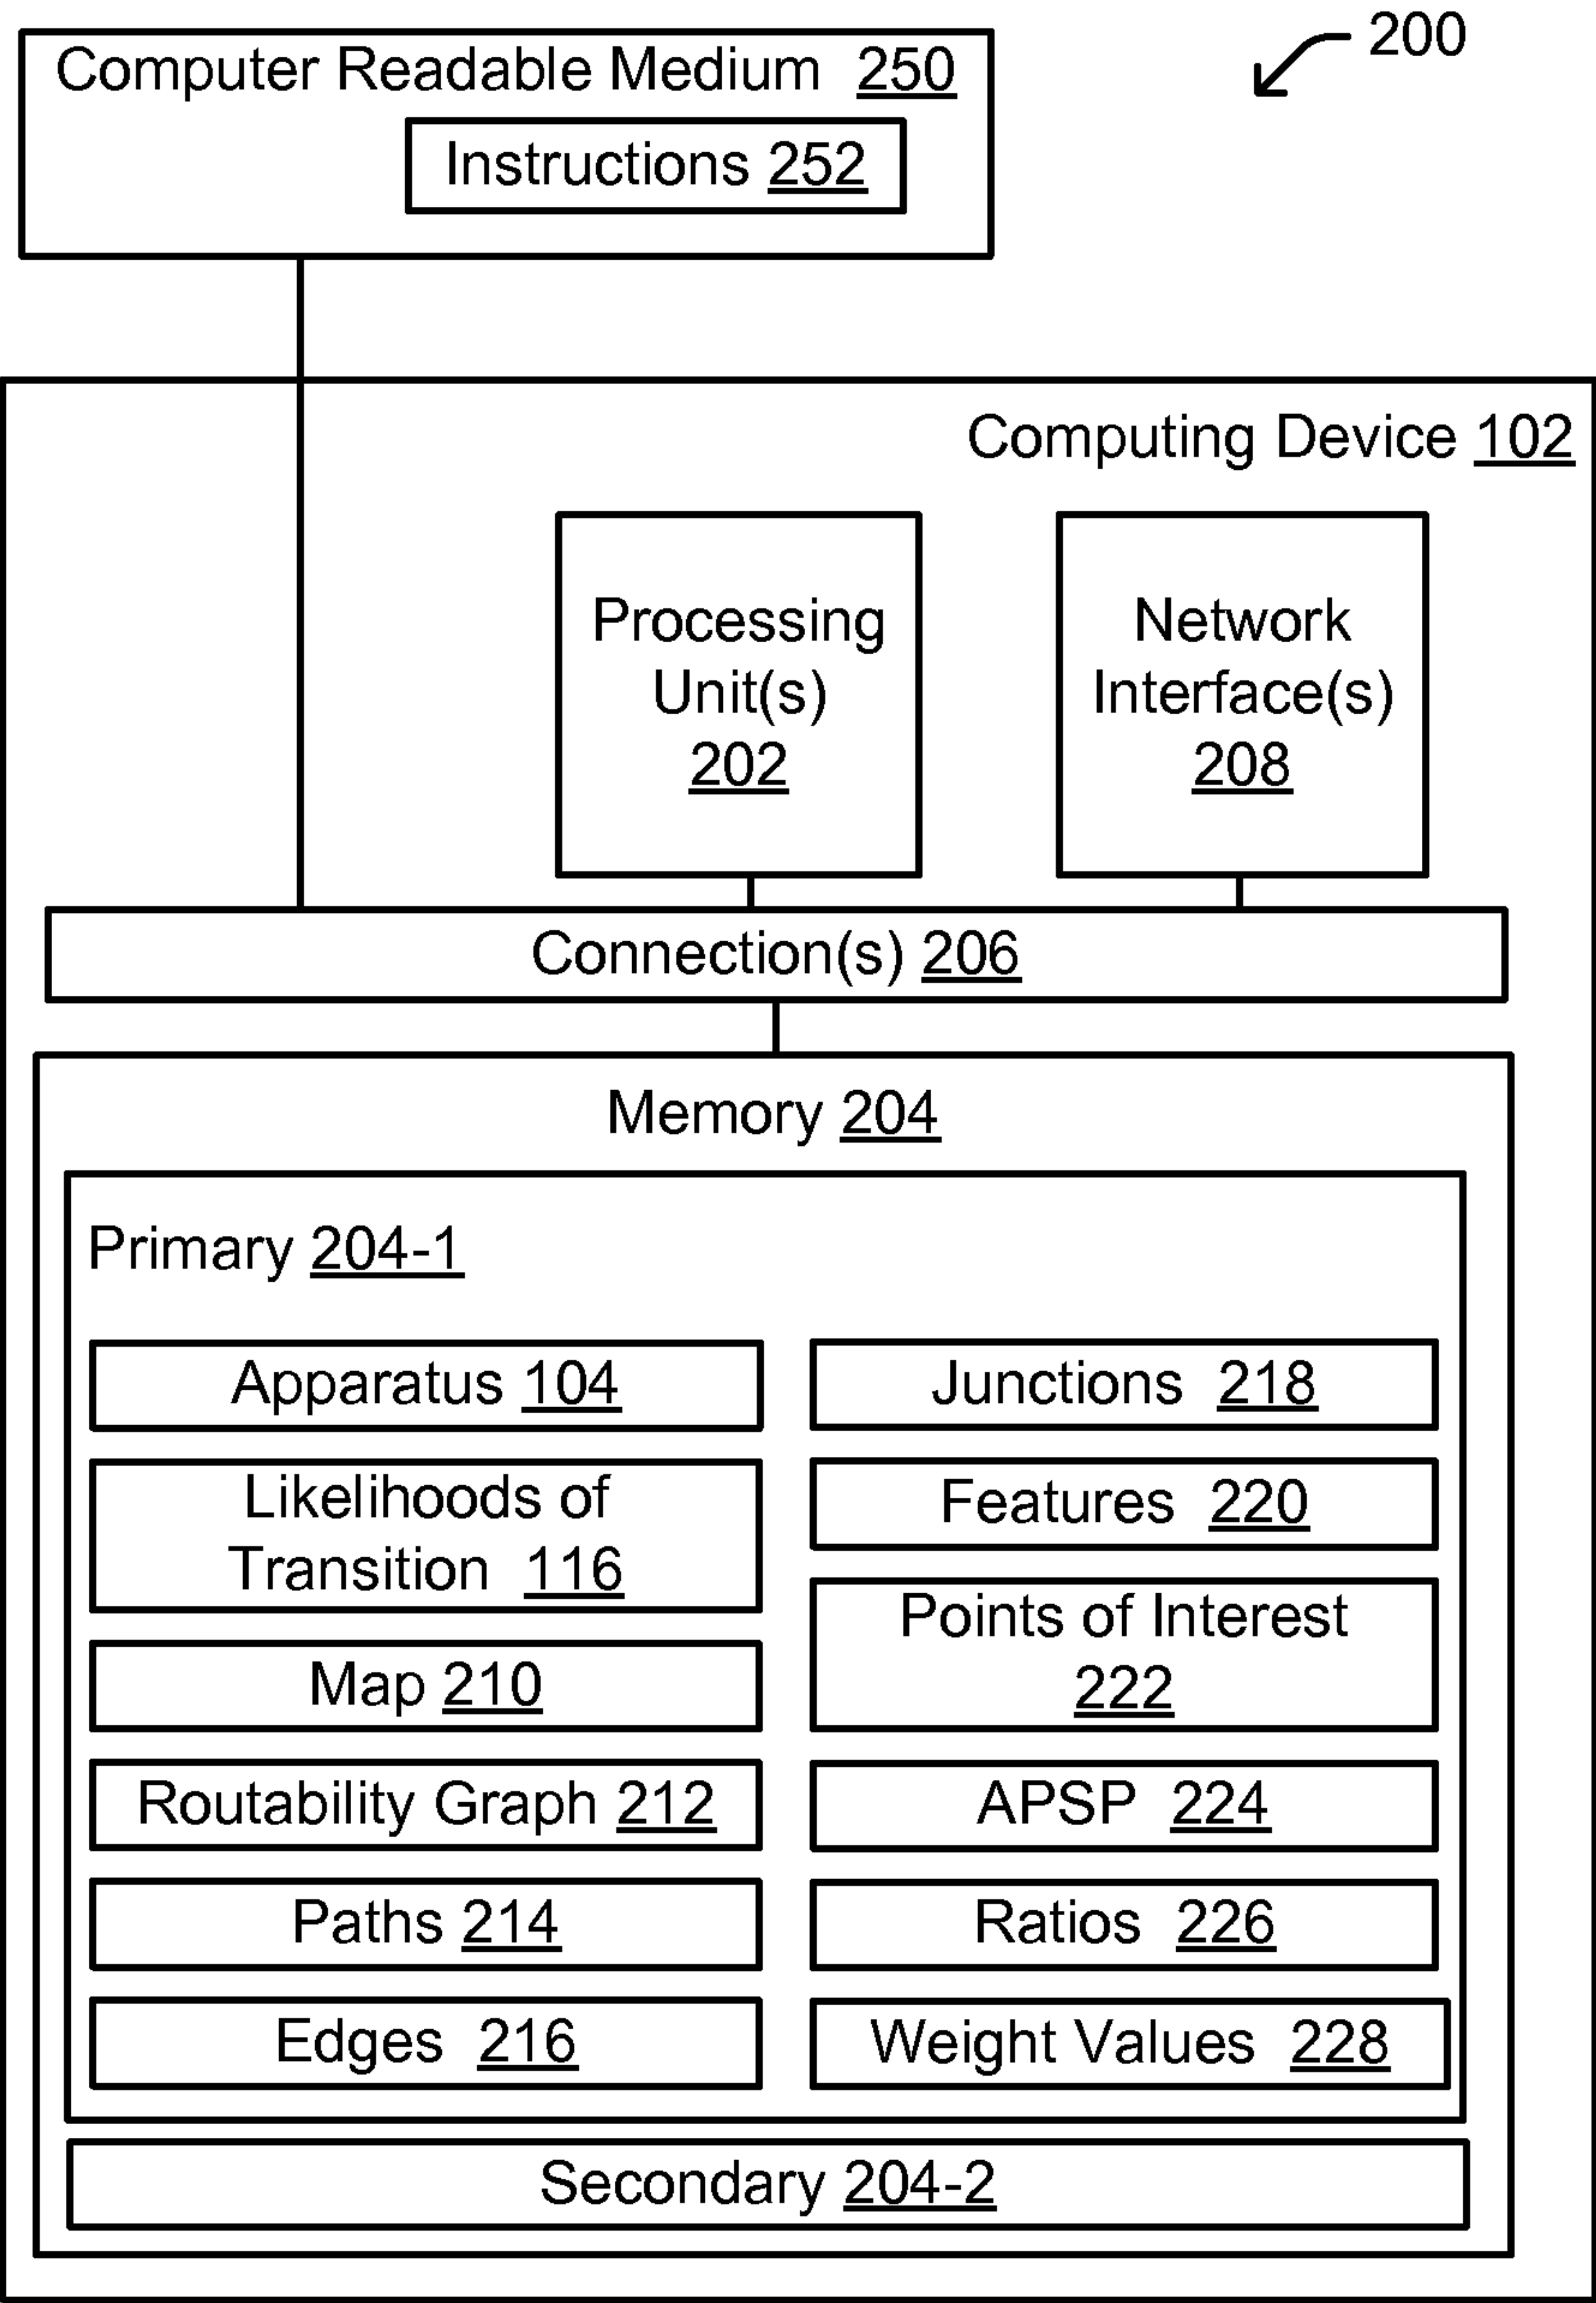 200
Computer Readable Medium 250
Instructions 252
Computing Device 102
Processing
Unit(s)
202
Network
Interface(s)
208
Connection(s) 206
Memory 204
Primary 204-1
Apparatus 104
Likelihoods of
Transition 116
Map 210
Routability Graph 212
Paths 214
Edges 216
Junctions 218
Features 220
Points of Interest
222
APSP 224
Ratios 226
Weight Values 228
Secondary 204-2